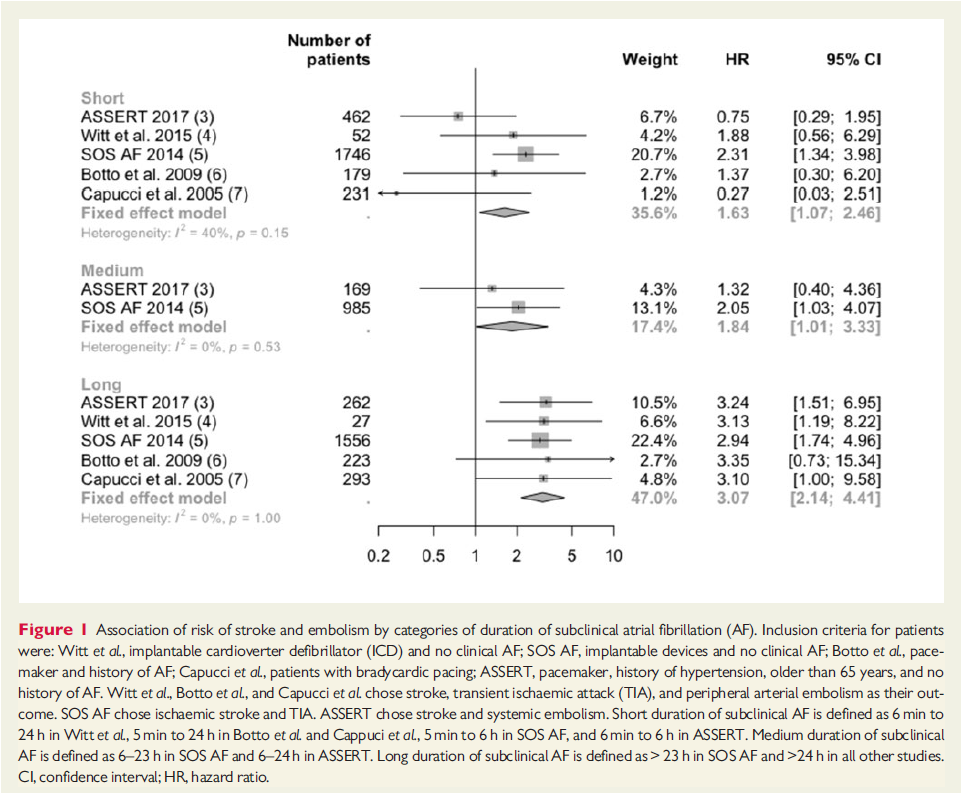 Number of patients Weight HR 95% CI
Short
ASSERT 2017 (3) 462 6.7% 0.75 [0.29; 1.95]
Witt et al. 2015 (4) 52 4.2% 1.88 [0.56; 6.29]
SOS AF 2014 (5) 1746 20.7% 2.31 [1.34; 3.98]
Botto et al. 2009 (6) 179 2.7% 1.37 [0.30; 6.20]
Capucci et al. 2005 (7) 231 1.2% 0.27 [0.03; 2.51]
Fixed effect model . 35.6% 1.63 [1.07; 2.46]
Heterogeneity: I² = 40%, p = 0.15
Medium
ASSERT 2017 (3) 169 4.3% 1.32 [0.40; 4.36]
SOS AF 2014 (5) 985 13.1% 2.05 [1.03; 4.07]
Fixed effect model . 17.4% 1.84 [1.01; 3.33]
Heterogeneity: I² = 0%, p = 0.53
Long
ASSERT 2017 (3) 262 10.5% 3.24 [1.51; 6.95]
Witt et al. 2015 (4) 27 6.6% 3.13 [1.19; 8.22]
SOS AF 2014 (5) 1556 22.4% 2.94 [1.74; 4.96]
Botto et al. 2009 (6) 223 2.7% 3.35 [0.73; 15.34]
Capucci et al. 2005 (7) 293 4.8% 3.10 [1.00; 9.58]
Fixed effect model . 47.0% 3.07 [2.14; 4.41]
Heterogeneity: I² = 0%, p = 1.00
0.2 0.5 1 2 5 10
Figure 1 Association of risk of stroke and embolism by categories of duration of subclinical atrial fibrillation (AF). Inclusion criteria for patients
were: Witt et al., implantable cardioverter defibrillator (ICD) and no clinical AF; SOS AF, implantable devices and no clinical AF; Botto et al., pace-
maker and history of AF; Capucci et al., patients with bradycardic pacing; ASSERT, pacemaker, history of hypertension, older than 65 years, and no
history of AF. Witt et al., Botto et al., and Capucci et al. chose stroke, transient ischaemic attack (TIA), and peripheral arterial embolism as their out-
come. SOS AF chose ischaemic stroke and TIA. ASSERT chose stroke and systemic embolism. Short duration of subclinical AF is defined as 6 min to
24 h in Witt et al., 5 min to 24 h in Botto et al. and Cappuci et al., 5 min to 6 h in SOS AF, and 6 min to 6 h in ASSERT. Medium duration of subclinical
AF is defined as 6–23 h in SOS AF and 6–24 h in ASSERT. Long duration of subclinical AF is defined as > 23 h in SOS AF and >24 h in all other studies.
CI, confidence interval; HR, hazard ratio.